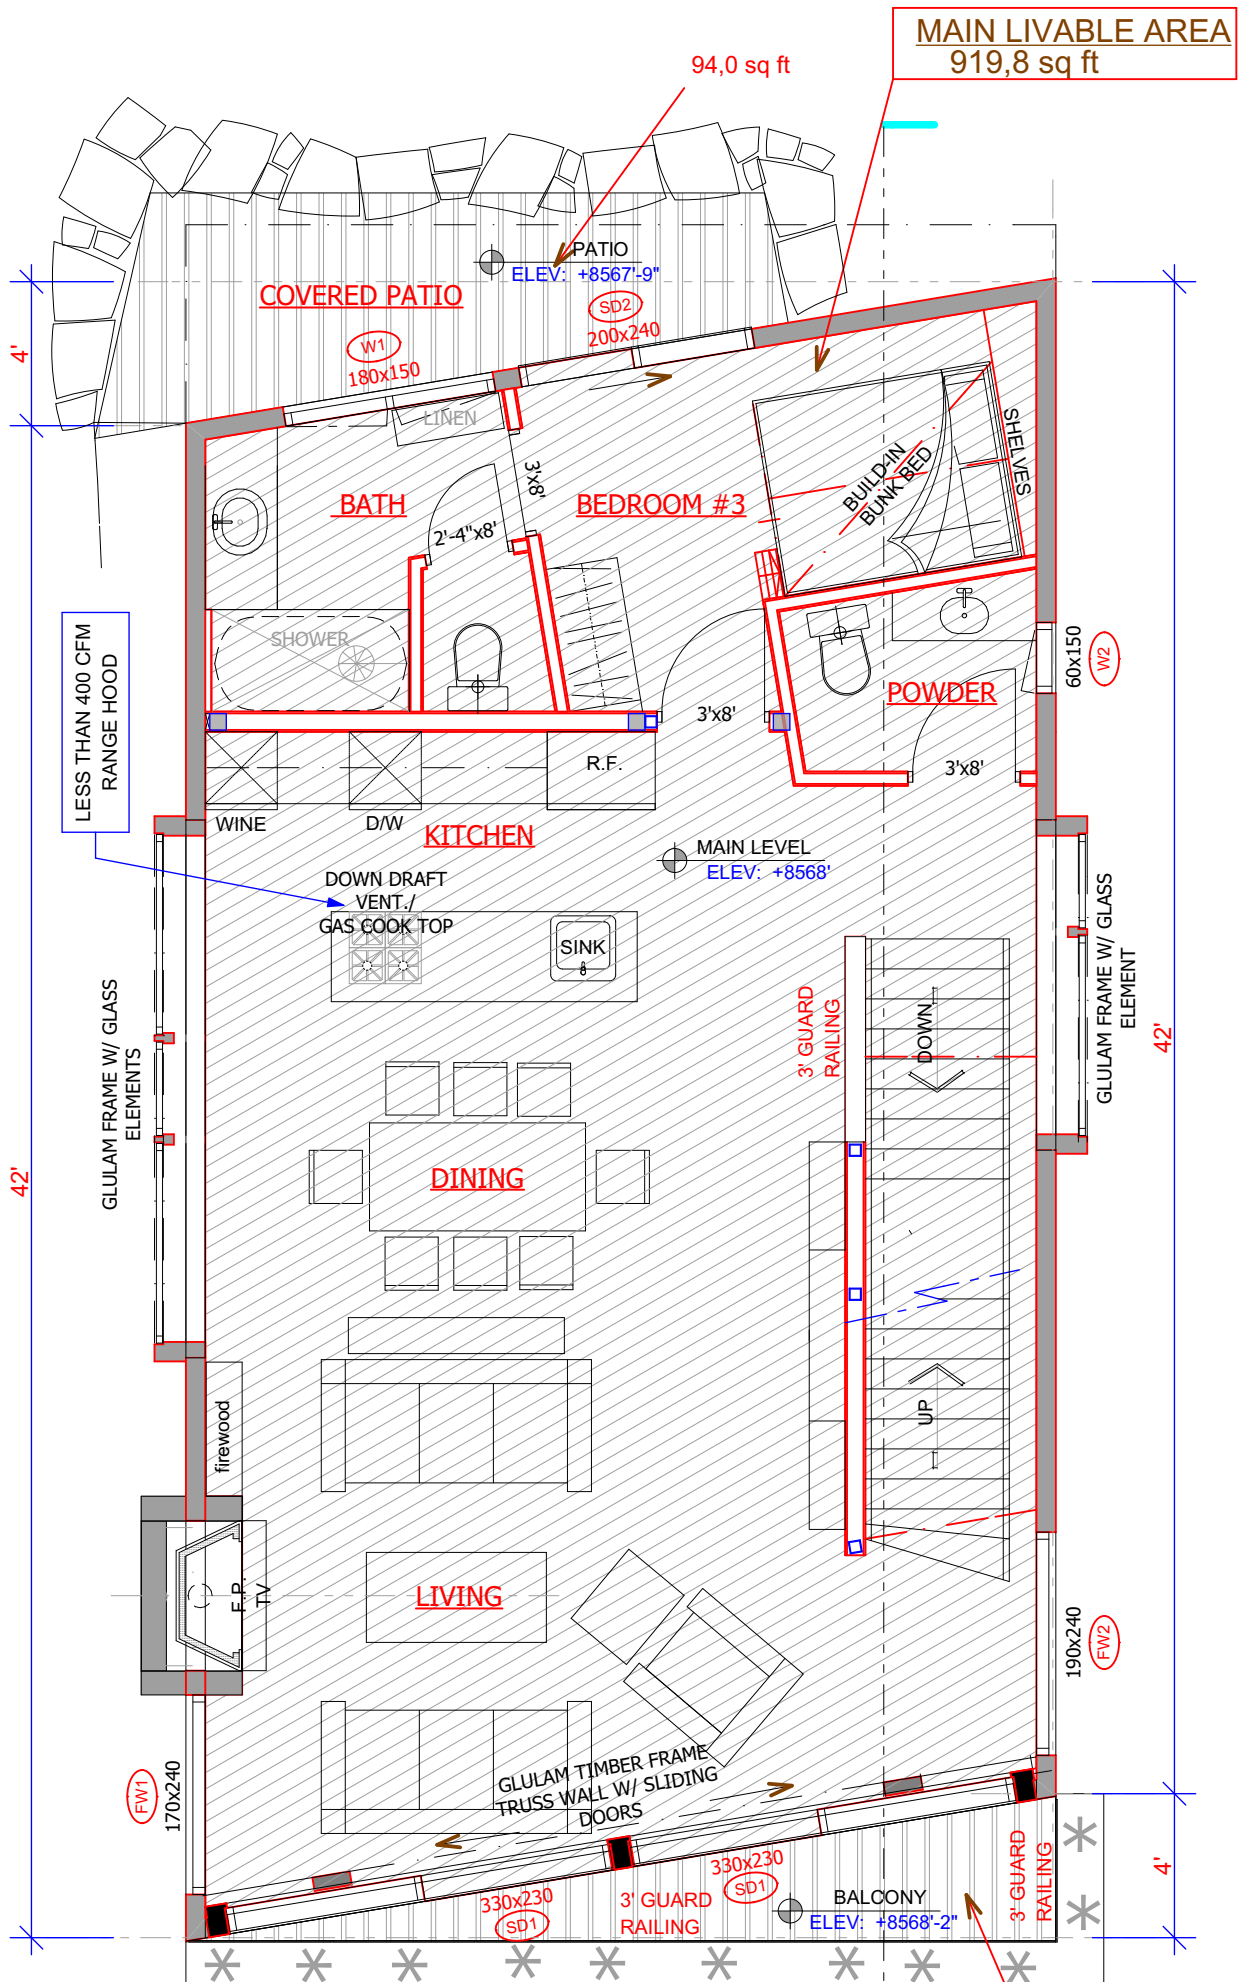 MAIN LIVABLE AREA
919,8 sq ft
94,0 sq ft
PATIO
ELEV: +8567'-9"
COVERED PATIO
SD2
200x240
W1
180x150
4'
LINEN
SHELVES
3'x8'
BUILD-IN
BUNK BED
BATH
BEDROOM #3
2'-4"x8'
SHOWER
LESS THAN 400 CFM
RANGE HOOD
60x150
W2
POWDER
3'x8'
3'x8'
R.F.
WINE
D/W
KITCHEN
MAIN LEVEL
ELEV: +8568'
DOWN DRAFT
VENT./
GAS COOK TOP
SINK
GLULAM FRAME W/ GLASS
ELEMENT
3' GUARD
RAILING
DOWN
GLULAM FRAME W/ GLASS
ELEMENTS
42'
42'
DINING
UP
firewood
F.P.
TV
LIVING
190x240
FW2
FW1
170x240
GLULAM TIMBER FRAME
TRUSS WALL W/ SLIDING
DOORS
330x230
SD1
330x230
SD1
3' GUARD
RAILING
BALCONY
ELEV: +8568'-2"
3' GUARD
RAILING
4'